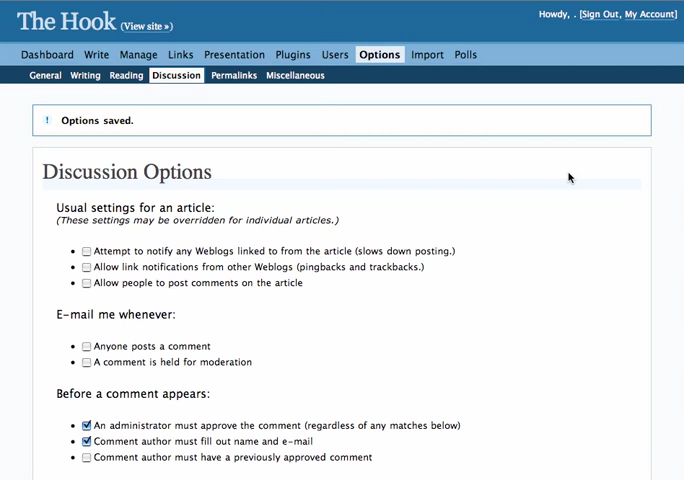 The Hook (View site »)
Howdy, . [Sign Out, My Account]
Dashboard Write Manage Links Presentation Plugins Users Options Import Polls
General Writing Reading Discussion Permalinks Miscellaneous
! Options saved.
Discussion Options
Usual settings for an article:
(These settings may be overridden for individual articles.)
Attempt to notify any Weblogs linked to from the article (slows down posting.)
Allow link notifications from other Weblogs (pingbacks and trackbacks.)
Allow people to post comments on the article
E-mail me whenever:
Anyone posts a comment
A comment is held for moderation
Before a comment appears:
An administrator must approve the comment (regardless of any matches below)
Comment author must fill out name and e-mail
Comment author must have a previously approved comment